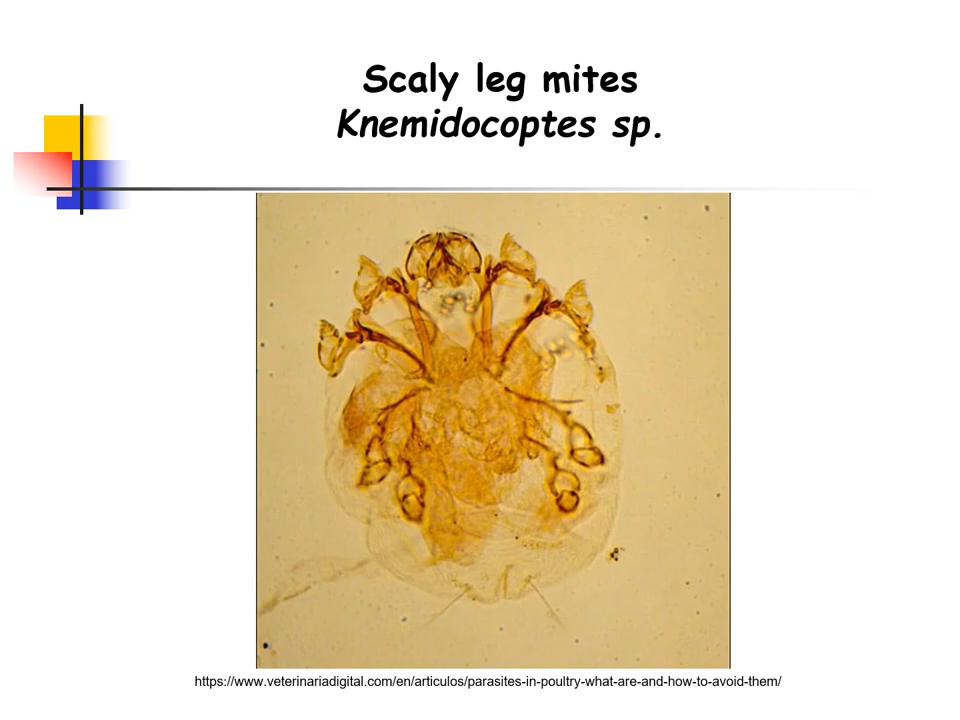 Scaly leg mites
Knemidocoptes sp.
https://www.veterinariadigital.com/en/articulos/parasites-in-poultry-what-are-and-how-to-avoid-them/